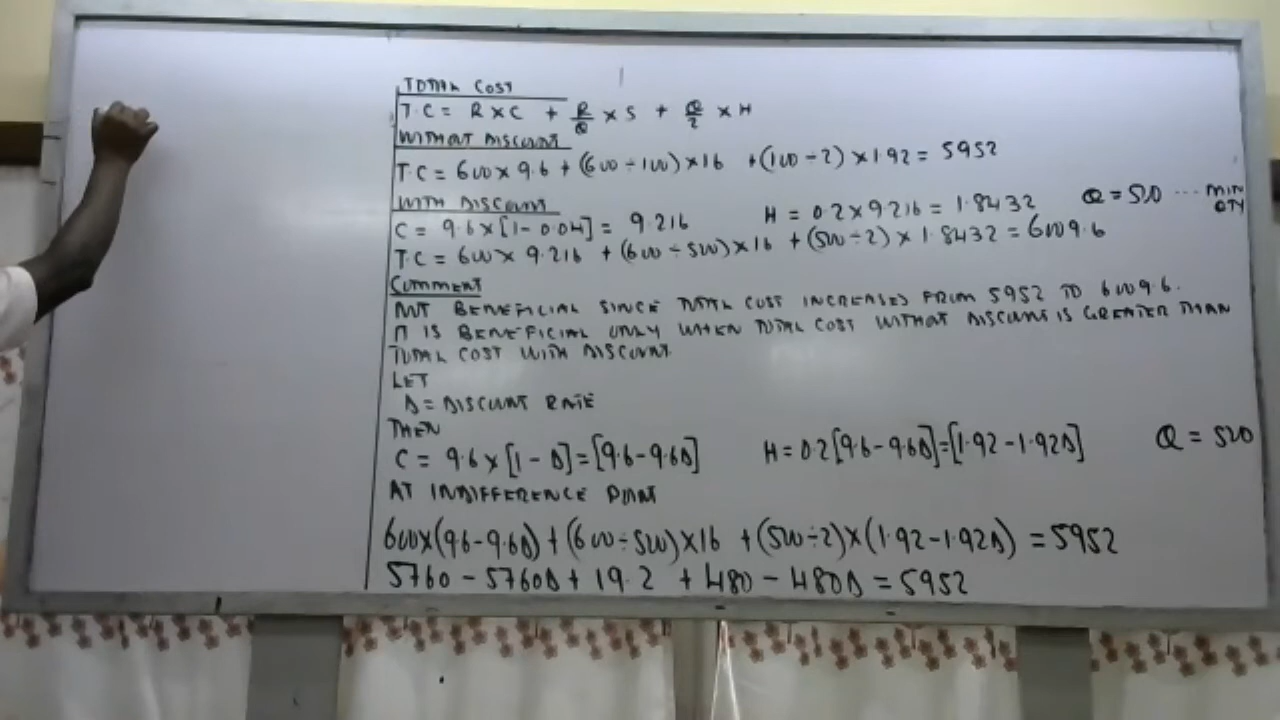 TOTAL COST
T.C = R×C + R/Q × S + Q/2 × H
WITHOUT DISCOUNT
T.C = 600 × 9.6 + (600 ÷ 100) × 16 + (100 ÷ 2) × 1.92 = 5952
WITH DISCOUNT
C = 9.6 × [1 - 0.04] = 9.216 H = 0.2 × 9.216 = 1.8432 Q = 500 ... MIN QTY
T.C = 600 × 9.216 + (600 ÷ 500) × 16 + (500 ÷ 2) × 1.8432 = 6009.6
COMMENT
NOT BENEFICIAL SINCE TOTAL COST INCREASES FROM 5952 TO 6009.6.
IT IS BENEFICIAL ONLY WHEN TOTAL COST WITHOUT DISCOUNT IS GREATER THAN
TOTAL COST WITH DISCOUNT.
LET
D = DISCOUNT RATE
THEN
C = 9.6 × [1 - D] = [9.6 - 9.6D] H = 0.2[9.6 - 9.6D] = [1.92 - 1.92D] Q = 500
AT INDIFFERENCE POINT
600×(9.6 - 9.6D) + (600 ÷ 500) × 16 + (500 ÷ 2) × (1.92 - 1.92D) = 5952
5760 - 5760D + 19.2 + 480 - 480D = 5952